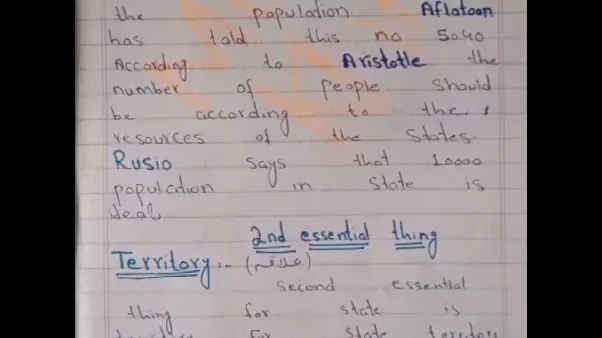 the population Aflatoon
has told this no 5040
According to Aristotle the
number of people should
be according to the
resources of the states.
Rusio says that 10000
population in state is
ideal
2nd essential thing
Territory:- (علاقہ)
second essential
thing for state is
for state